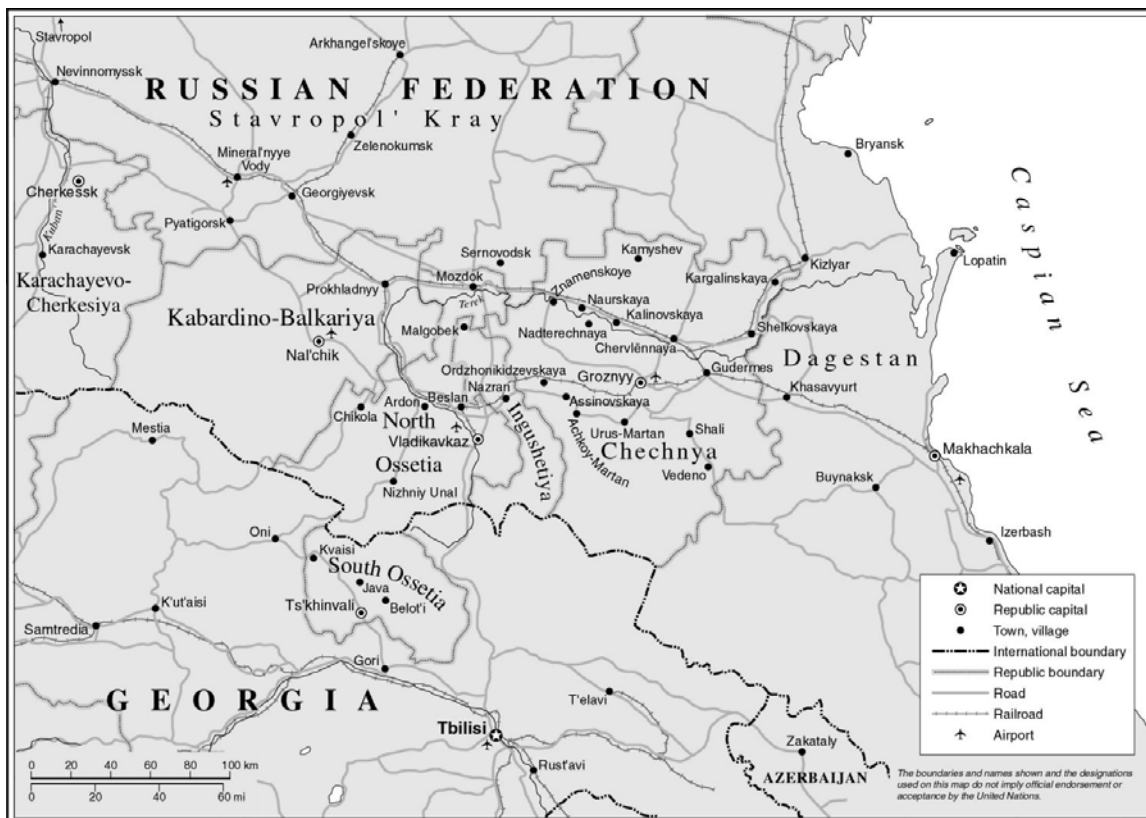 Stavropol
Arkhangel'skoye
Nevinnomyssk
RUSSIAN FEDERATION
Stavropol' Kray
Zelenokumsk
Bryansk
Mineral'nyye
Vody
Cherkessk
Georgiyevsk
Caspian Sea
Kuban
Pyatigorsk
Karachayevsk
Sernovodsk
Kamyshev
Kizlyar
Lopatin
Karachayevo-
Cherkesiya
Mozdok
Znamenskoye
Kargalinskaya
Prokhladnyy
Terek
Naurskaya
Kabardino-Balkariya
Malgobek
Nadterechnaya
Kalinovskaya
Shelkovskaya
Nal'chik
Chervlënnaya
Dagestan
Ordzhonikidzevskaya
Groznyy
Gudermes
Nazran
Khasavyurt
Chikola
Ardon
Beslan
Assinovskaya
North
Ossetia
Ingushetiya
Mestia
Vladikavkaz
Achkoy-Martan
Urus-Martan
Shali
Chechnya
Makhachkala
Vedeno
Buynaksk
Nizhniy Unal
Oni
Izerbash
Kvaisi
South Ossetia
Java
K'ut'aisi
Ts'khinvali
Belot'i
Samtredia
Gori
GEORGIA
T'elavi
Tbilisi
Zakataly
Rust'avi
AZERBAIJAN
National capital
Republic capital
Town, village
International boundary
Republic boundary
Road
Railroad
Airport
0 20 40 60 80 100 km
0 20 40 60 mi
The boundaries and names shown and the designations
used on this map do not imply official endorsement or
acceptance by the United Nations.